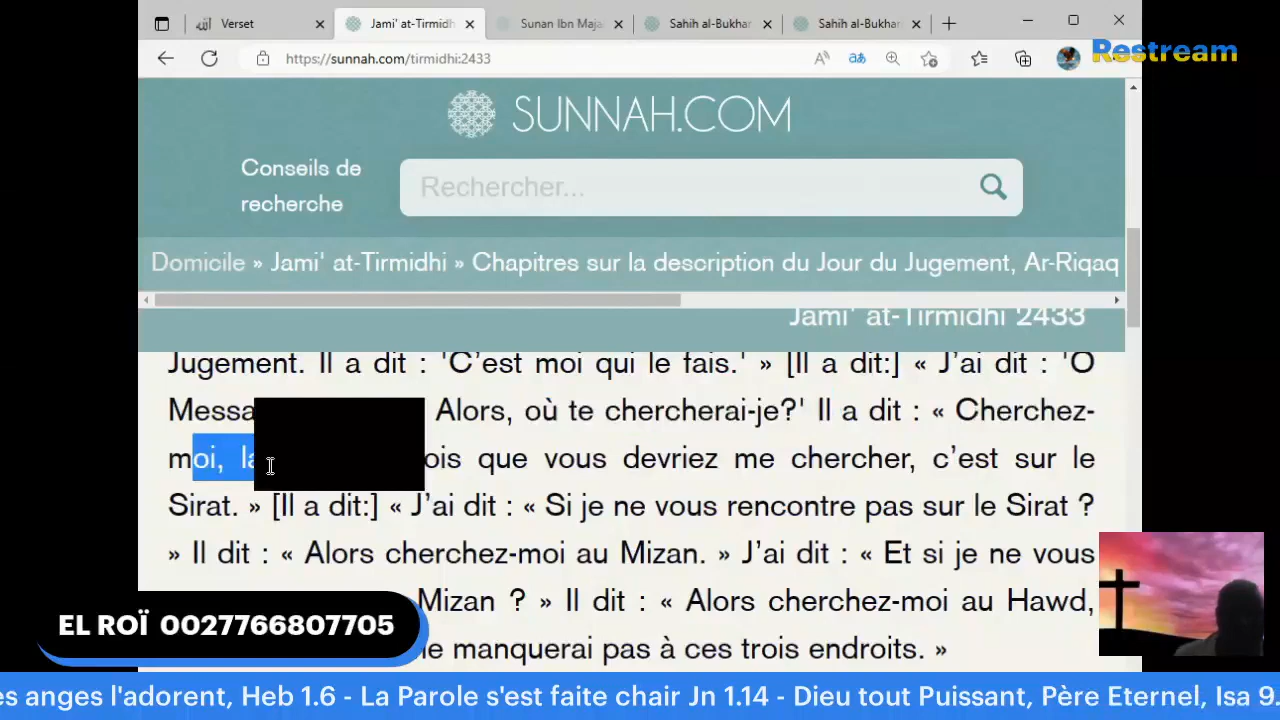 Verset
Jami' at-Tirmidh
Sunan Ibn Maja
Sahih al-Bukhar
Sahih al-Bukhar
https://sunnah.com/tirmidhi:2433
Restream
SUNNAH.COM
Conseils de
recherche
Rechercher...
Domicile » Jami' at-Tirmidhi » Chapitres sur la description du Jour du Jugement, Ar-Riqaq
Jami' at-Tirmidhi 2433
Jugement. Il a dit : 'C'est moi qui le fais.' » [Il a dit:] « J'ai dit : 'O
Messa Alors, où te chercherai-je?' Il a dit : « Cherchez-
moi, la ois que vous devriez me chercher, c'est sur le
Sirat. » [Il a dit:] « J'ai dit : « Si je ne vous rencontre pas sur le Sirat ?
» Il dit : « Alors cherchez-moi au Mizan. » J'ai dit : « Et si je ne vous
Mizan ? » Il dit : « Alors cherchez-moi au Hawd,
manquerai pas à ces trois endroits. »
EL ROÏ 0027766807705
es anges l'adorent, Heb 1.6 - La Parole s'est faite chair Jn 1.14 - Dieu tout Puissant, Père Eternel, Isa 9.